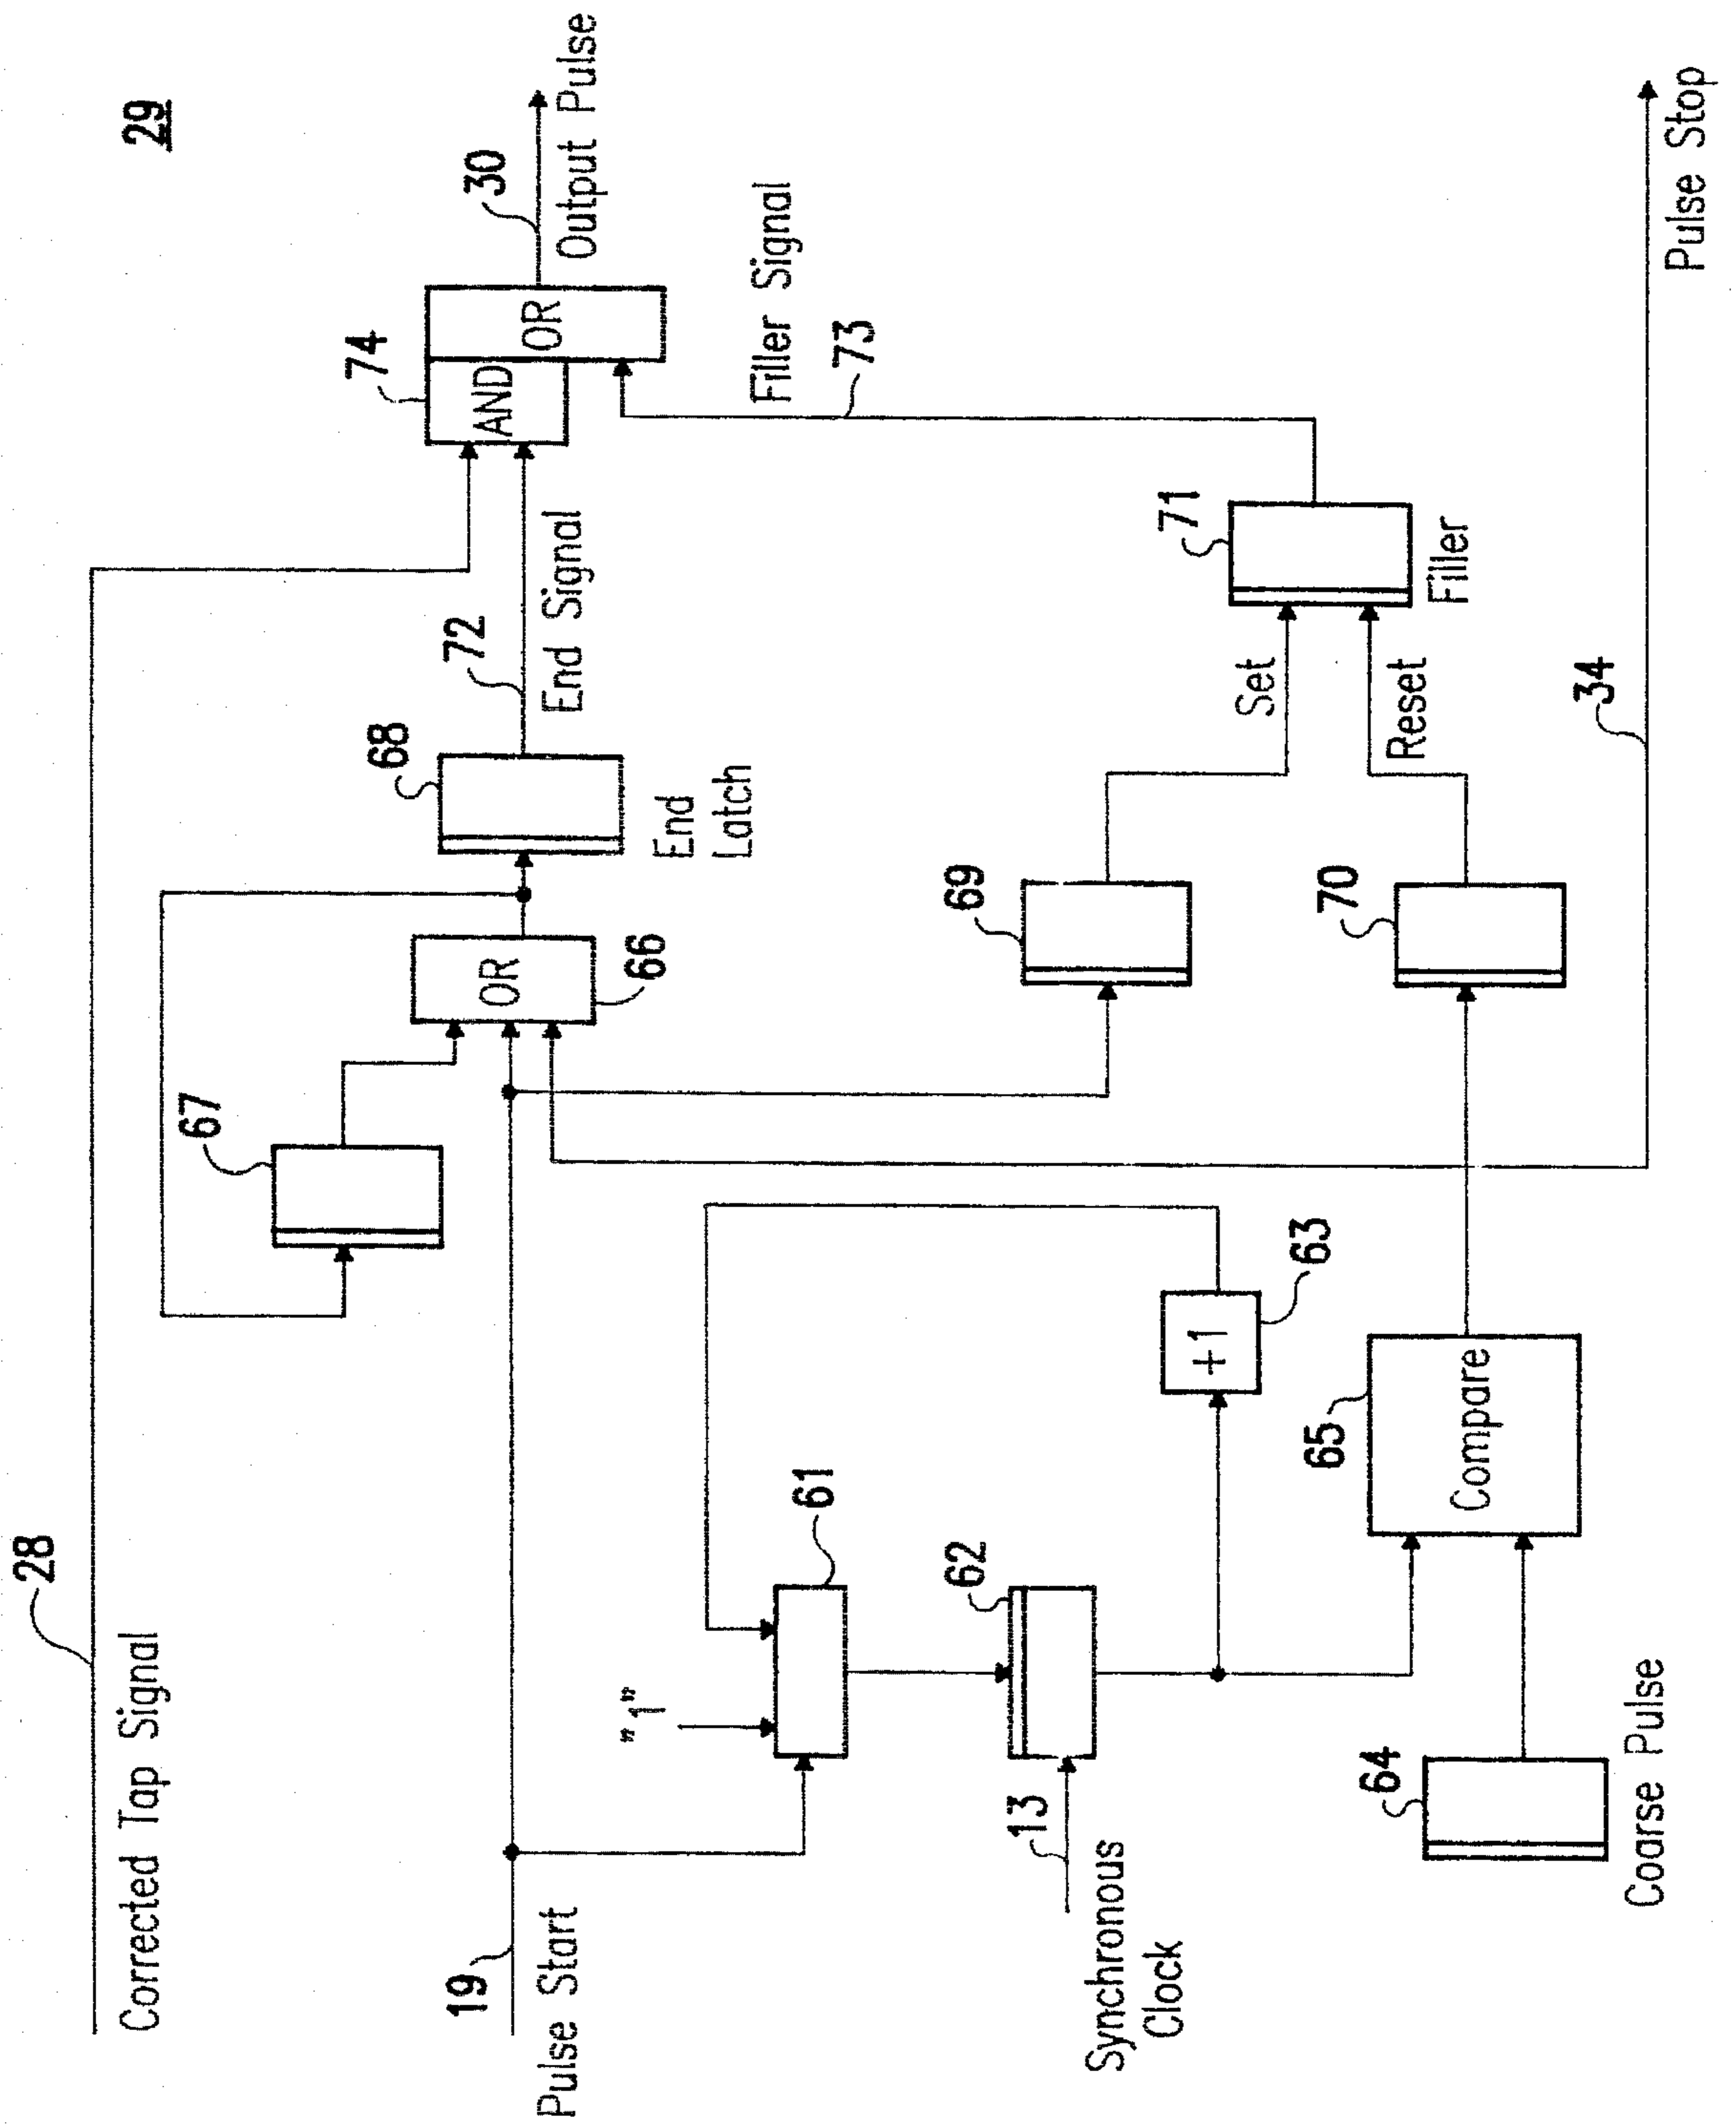 29
28
Corrected Tap Signal
67
74
AND
OR
30
Output Pulse
68
72
End Signal
End
Latch
OR
66
19
Pulse Start
Filler Signal
73
"1"
61
62
13
Synchronous
Clock
+1
63
69
70
Set
Reset
71
Filler
65
Compare
64
Coarse Pulse
34
Pulse Stop